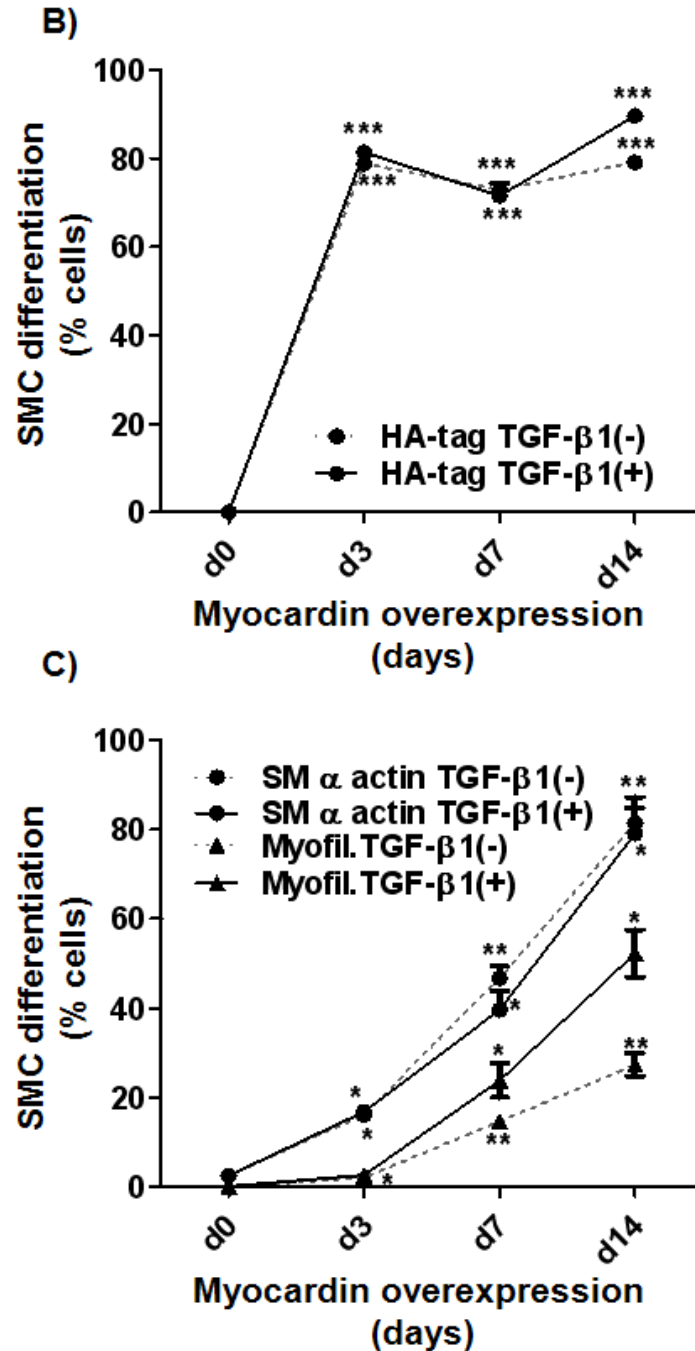 B)
100
80
60
40
20
0
SMC differentiation
(% cells)
***
***
***
***
***
***
HA-tag TGF-β1(-)
HA-tag TGF-β1(+)
d0
d3
d7
d14
Myocardin overexpression
(days)
C)
100
80
60
40
20
0
SMC differentiation
(% cells)
SM α actin TGF-β1(-)
SM α actin TGF-β1(+)
Myofil.TGF-β1(-)
Myofil.TGF-β1(+)
**
*
**
*
*
*
*
**
*
**
*
d0
d3
d7
d14
Myocardin overexpression
(days)